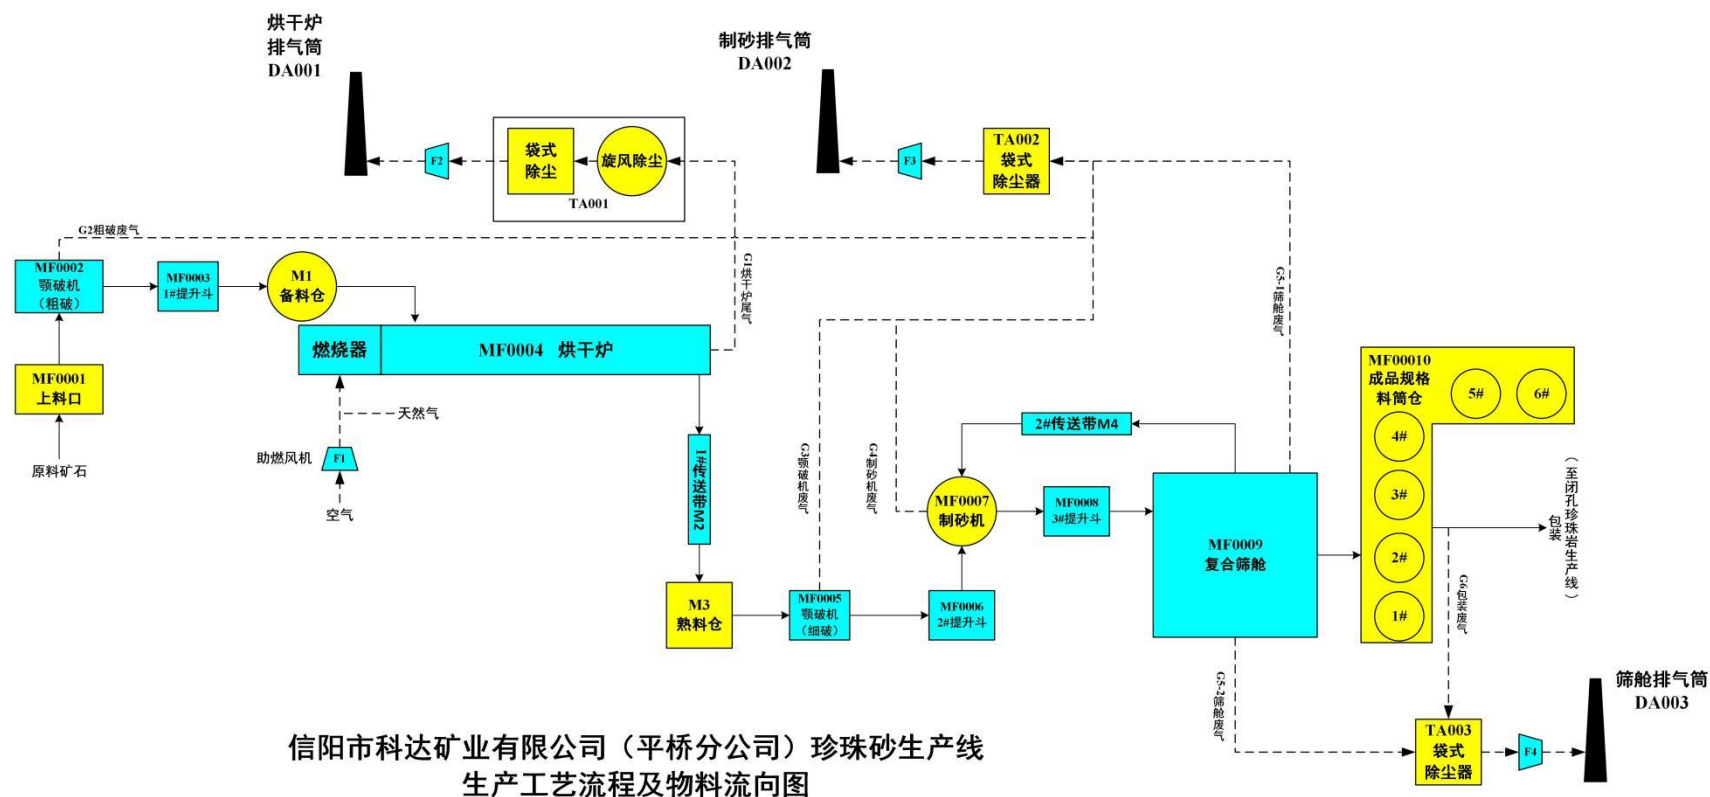 烘干炉
排气筒
DA001
制砂排气筒
DA002
F2
袋式
除尘
旋风除尘
TA001
F3
TA002
袋式
除尘器
G2粗破废气
MF0002
颚破机
（粗破）
MF0003
1#提升斗
M1
备料仓
G1烘干炉尾气
G5-1筛舱废气
燃烧器
MF0004 烘干炉
MF0001
上料口
原料矿石
天然气
助燃风机
F1
空气
1#传送带M2
G3颚破机废气
G4制砂机废气
2#传送带M4
MF0007
制砂机
MF0008
3#提升斗
MF0009
复合筛舱
MF00010
成品规格
料筒仓
5#
6#
4#
3#
2#
1#
包装
（至闭孔珍珠岩生产线）
G6包装废气
M3
熟料仓
MF0005
颚破机
（细破）
MF0006
2#提升斗
G5-2筛舱废气
TA003
袋式
除尘器
F4
筛舱排气筒
DA003
信阳市科达矿业有限公司（平桥分公司）珍珠砂生产线
生产工艺流程及物料流向图